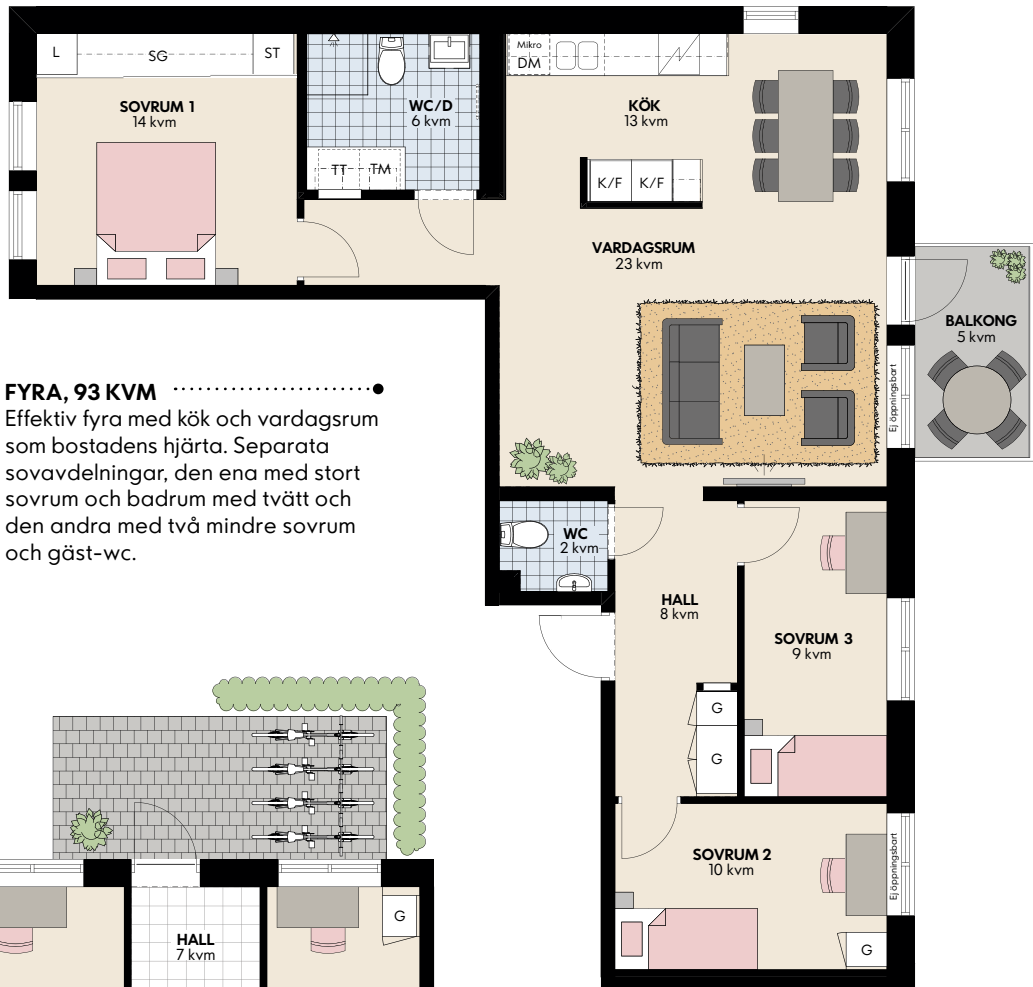 L
SG
ST
SOVRUM 1
14 kvm
WC/D
6 kvm
TT
TM
Mikro
DM
KÖK
13 kvm
K/F
K/F
VARDAGSRUM
23 kvm
BALKONG
5 kvm
Ej öppningsbart
FYRA, 93 KVM
Effektiv fyra med kök och vardagsrum
som bostadens hjärta. Separata
sovavdelningar, den ena med stort
sovrum och badrum med tvätt och
den andra med två mindre sovrum
och gäst-wc.
WC
2 kvm
HALL
8 kvm
SOVRUM 3
9 kvm
G
G
SOVRUM 2
10 kvm
Ej öppningsbart
G
HALL
7 kvm
G